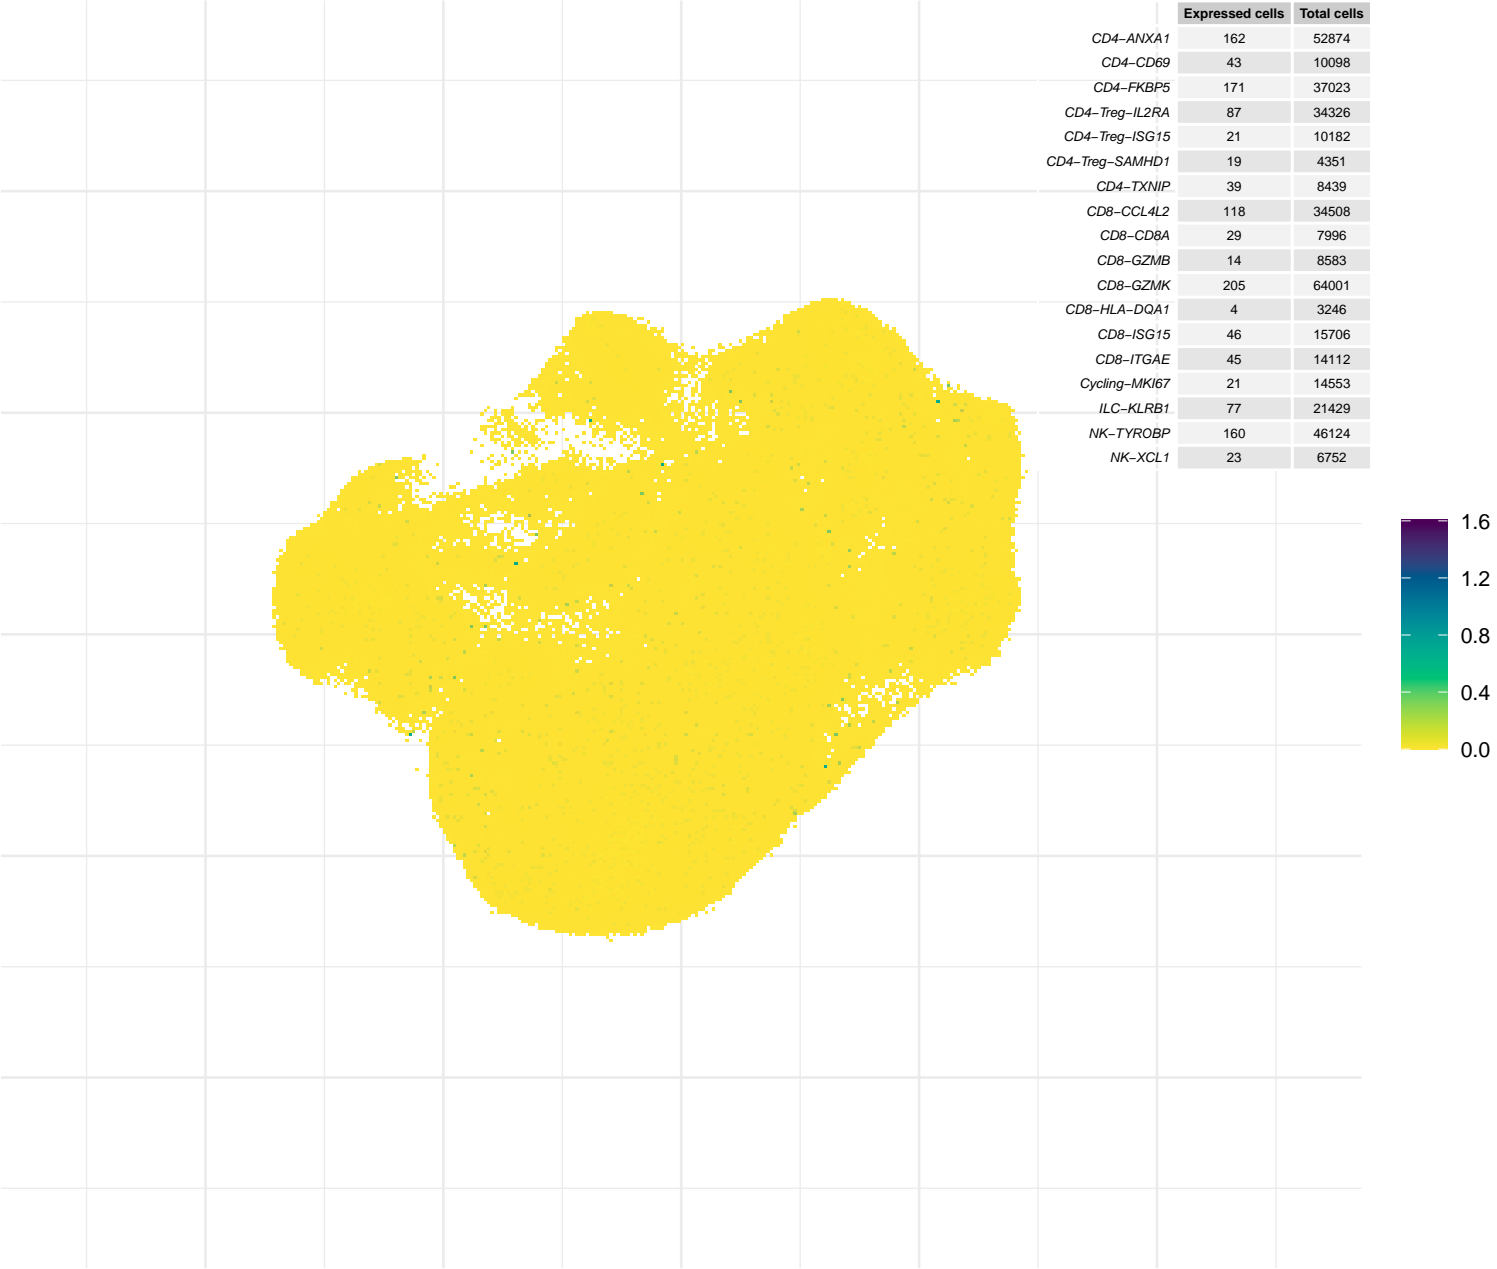 Expressed cells Total cells
CD4−ANXA1 162 52874
CD4−CD69 43 10098
CD4−FKBP5 171 37023
CD4−Treg−IL2RA 87 34326
CD4−Treg−ISG15 21 10182
CD4−Treg−SAMHD1 19 4351
CD4−TXNIP 39 8439
CD8−CCL4L2 118 34508
CD8−CD8A 29 7996
CD8−GZMB 14 8583
CD8−GZMK 205 64001
CD8−HLA−DQA1 4 3246
CD8−ISG15 46 15706
CD8−ITGAE 45 14112
Cycling−MKI67 21 14553
ILC−KLRB1 77 21429
NK−TYROBP 160 46124
NK−XCL1 23 6752
1.6
1.2
0.8
0.4
0.0